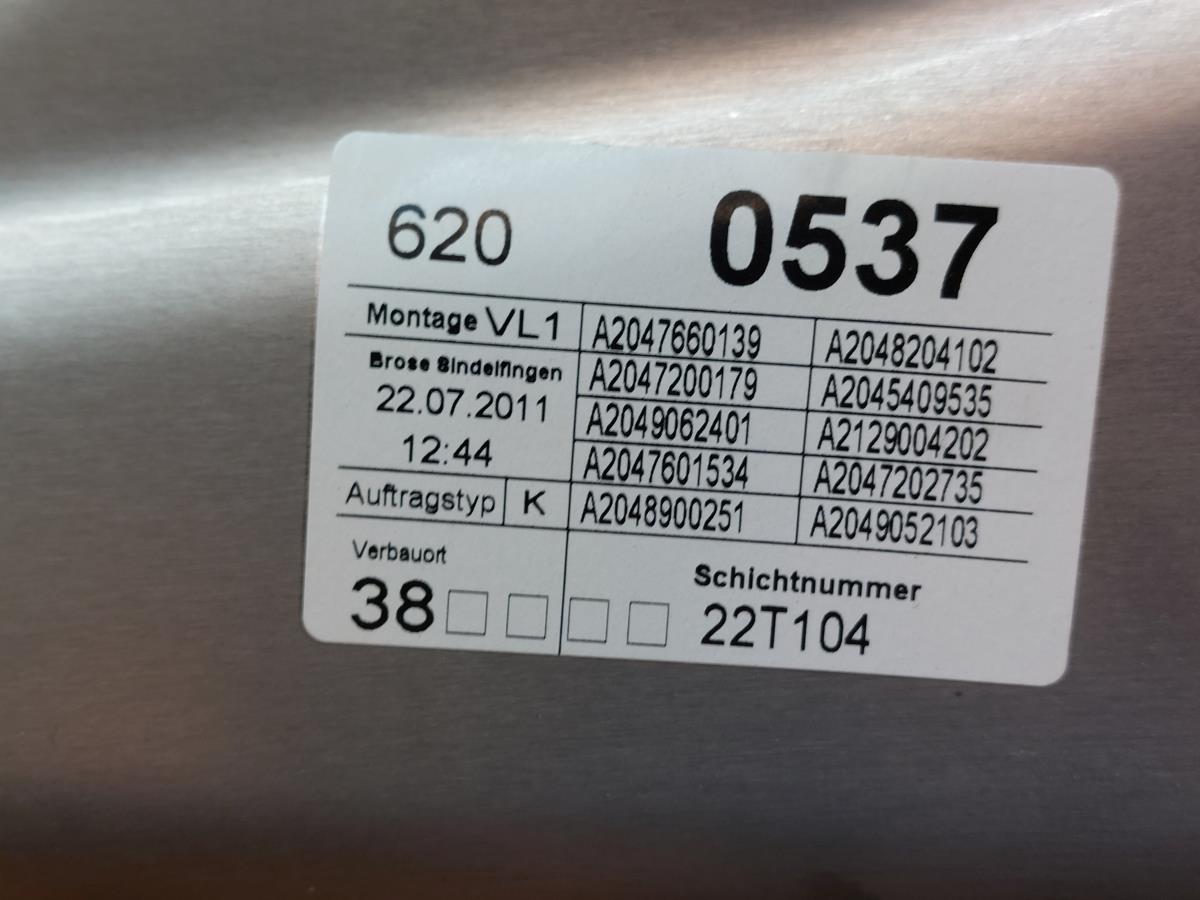 620 0537
Montage VL1 A2047660139 A2048204102
Brose Sindelfingen A2047200179 A2045409535
22.07.2011 A2049062401 A2129004202
12:44 A2047601534 A2047202735
Auftragstyp K A2048900251 A2049052103
Verbauort Schichtnummer
38 22T104